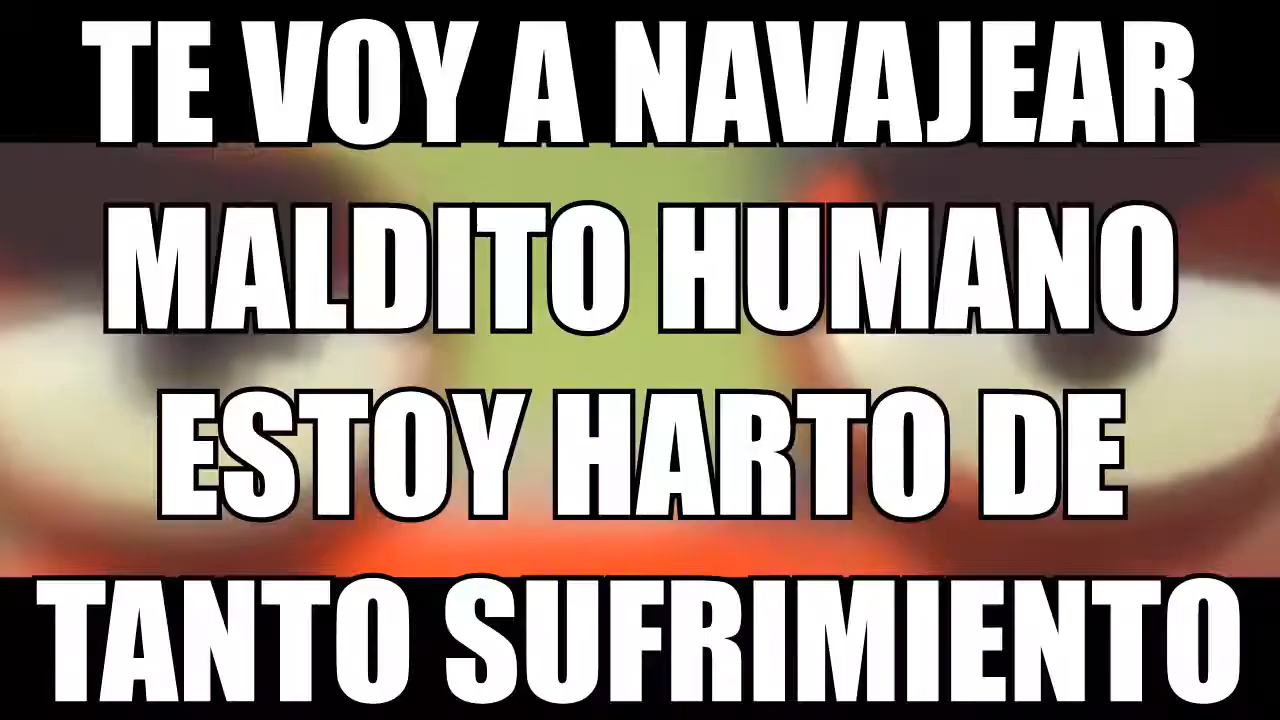 TE VOY A NAVAJEAR
MALDITO HUMANO
ESTOY HARTO DE
TANTO SUFRIMIENTO